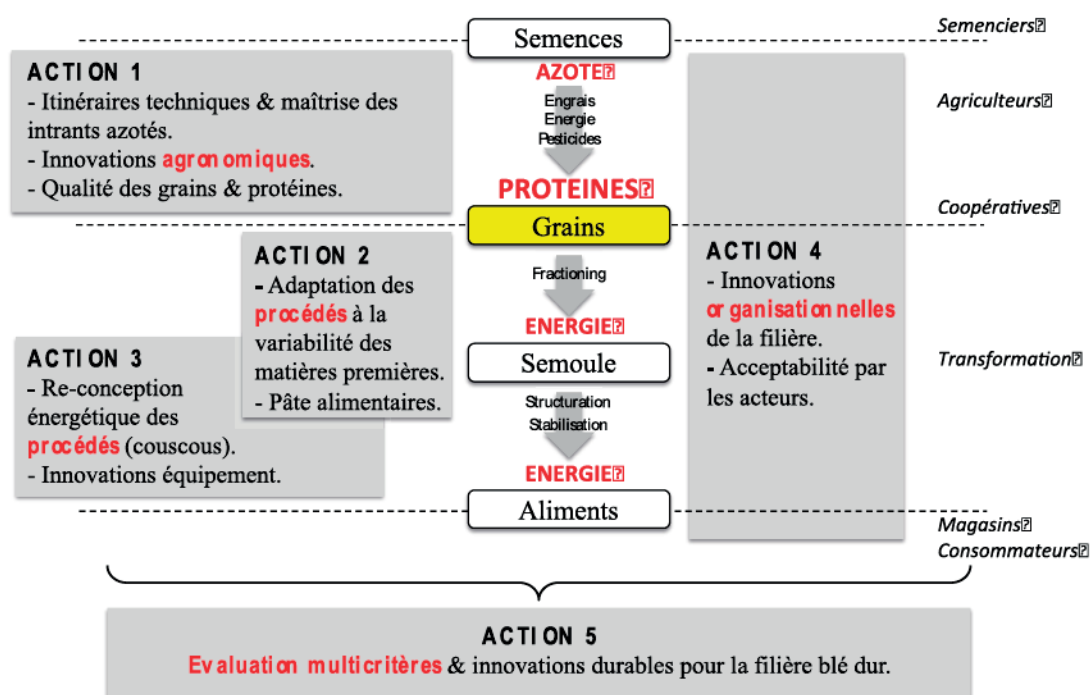 Semences
Semenciers
ACTION 1
- Itinéraires techniques & maîtrise des
intrants azotés.
- Innovations agronomiques.
- Qualité des grains & protéines.
AZOTE
Engrais
Energie
Pesticides
PROTEINES
Grains
Agriculteurs
Coopératives
ACTION 2
- Adaptation des
procédés à la
variabilité des
matières premières.
- Pâte alimentaires.
Fractioning
ENERGIE
Semoule
Structuration
Stabilisation
ENERGIE
Aliments
ACTION 3
- Re-conception
énergétique des
procédés (couscous).
- Innovations équipement.
ACTION 4
- Innovations
organisationnelles
de la filière.
- Acceptabilité par
les acteurs.
Transformation
Magasins
Consommateurs
ACTION 5
Evaluation multicritères & innovations durables pour la filière blé dur.